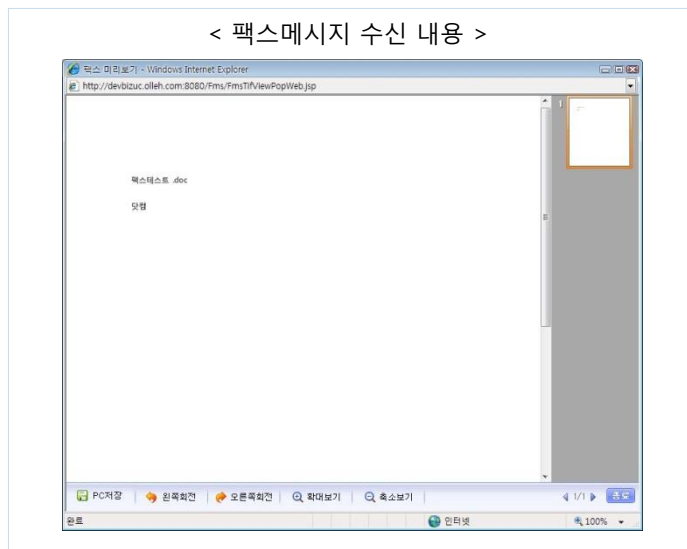 < 팩스메시지 수신 내용 >
팩스 미리보기 - Windows Internet Explorer
http://devbizuc.olleh.com:8080/Fms/FmsTifViewPopWeb.jsp
1
팩스테스트 .doc
닷컴
PC저장 왼쪽회전 오른쪽회전 확대보기 축소보기 1/1 종료
완료 인터넷 100%